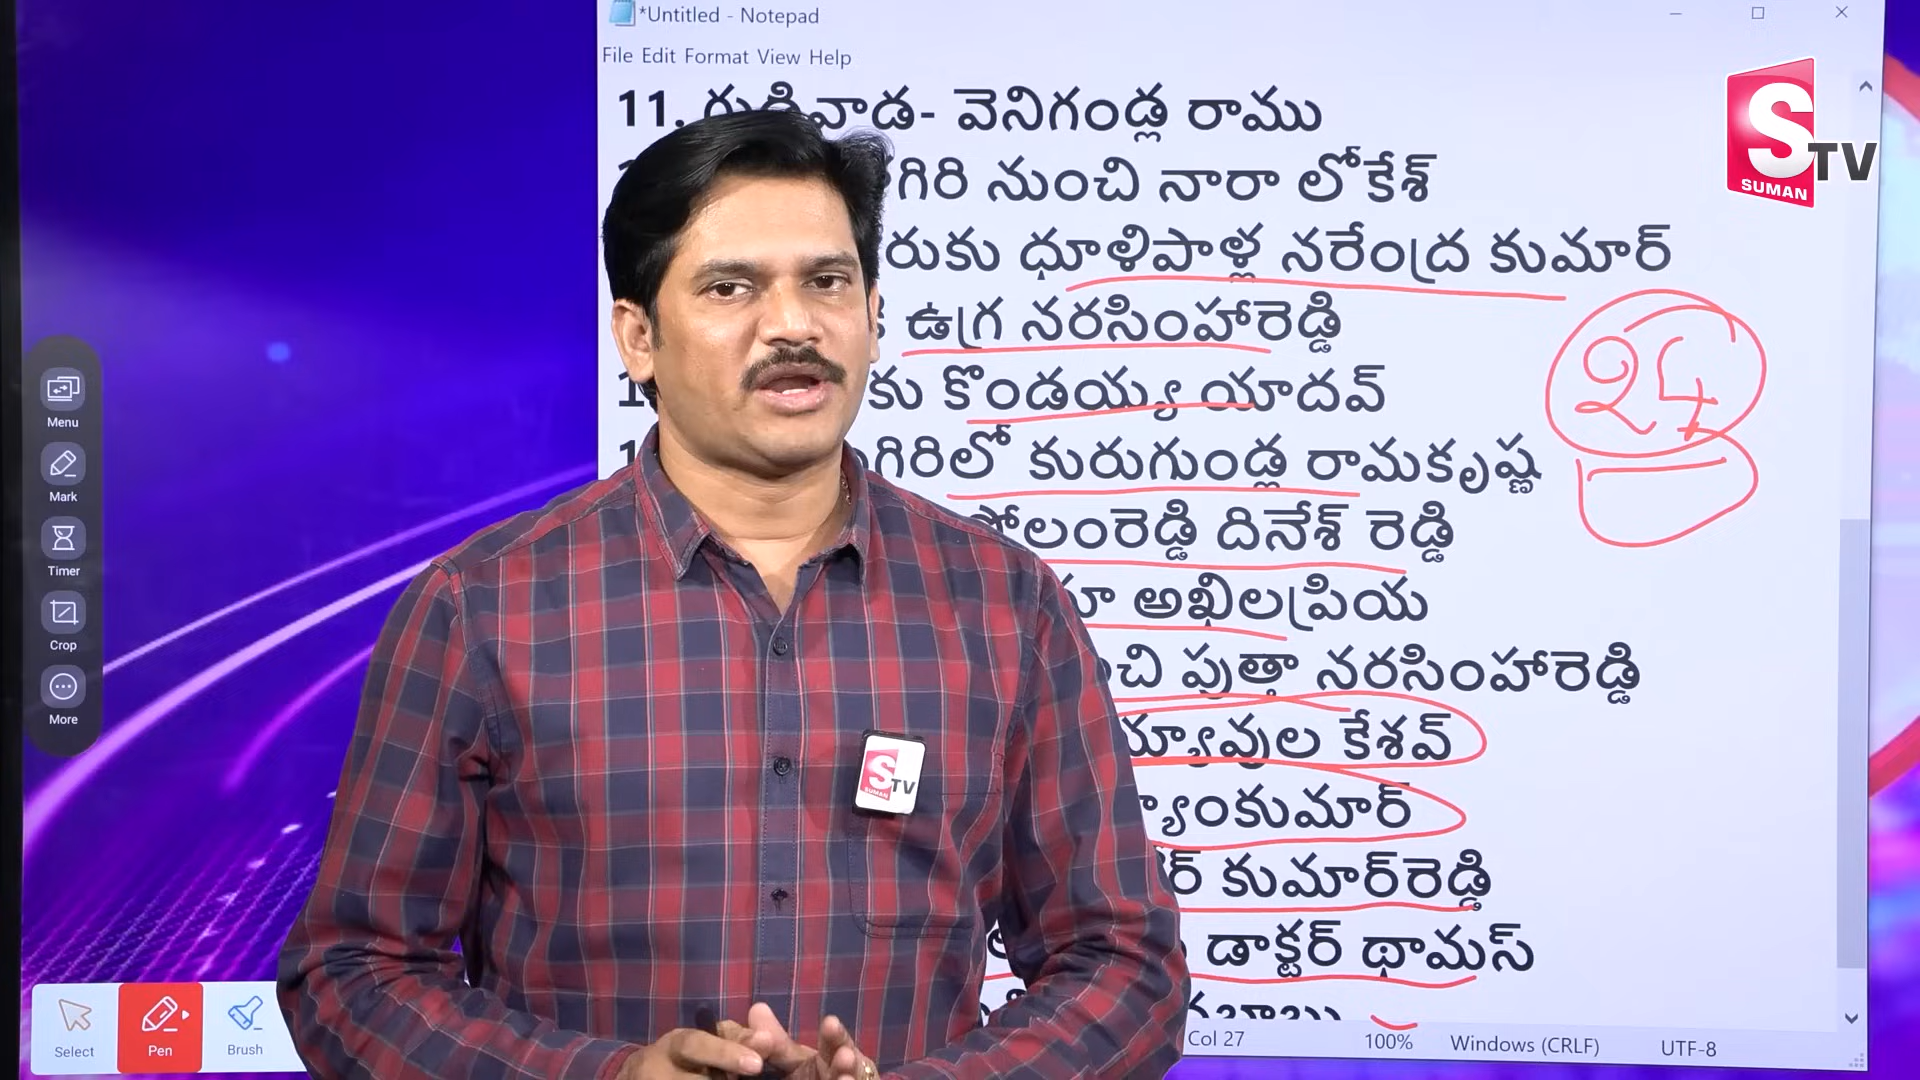 *Untitled - Notepad
File Edit Format View Help
S
SUMAN
TV
11. గుడివాడ- వెనిగండ్ల రాము
నుంచి నారా లోకేశ్
ధూళిపాళ్ల నరేంద్ర కుమార్
ఉగ్ర నరసింహారెడ్డి
24
కొండయ్య యాదవ్
కురుగుండ్ల రామకృష్ణ
దినేశ్ రెడ్డి
అఖిలప్రియ
పుత్తా నరసింహారెడ్డి
కేశవ్
కుమార్‌రెడ్డి
డాక్టర్ థామస్
Menu
Mark
Timer
Crop
More
S
SUMAN
TV
Select
Pen
Brush
Col 27
100%
Windows (CRLF)
UTF-8